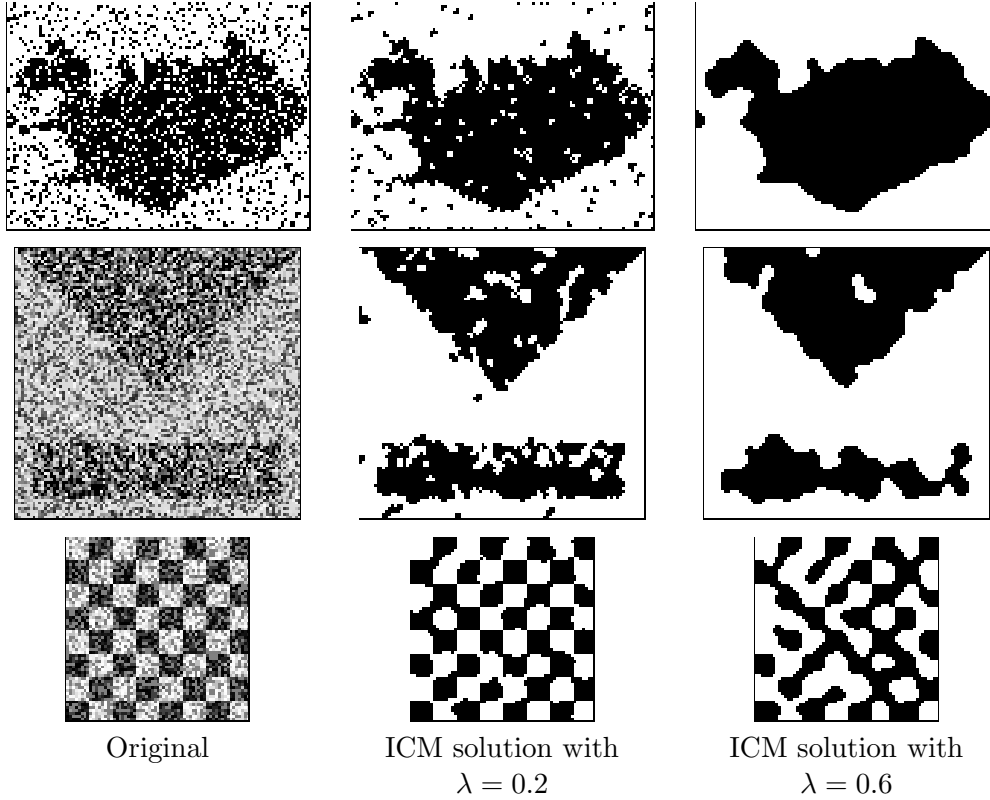 Original
ICM solution with
λ = 0.2
ICM solution with
λ = 0.6